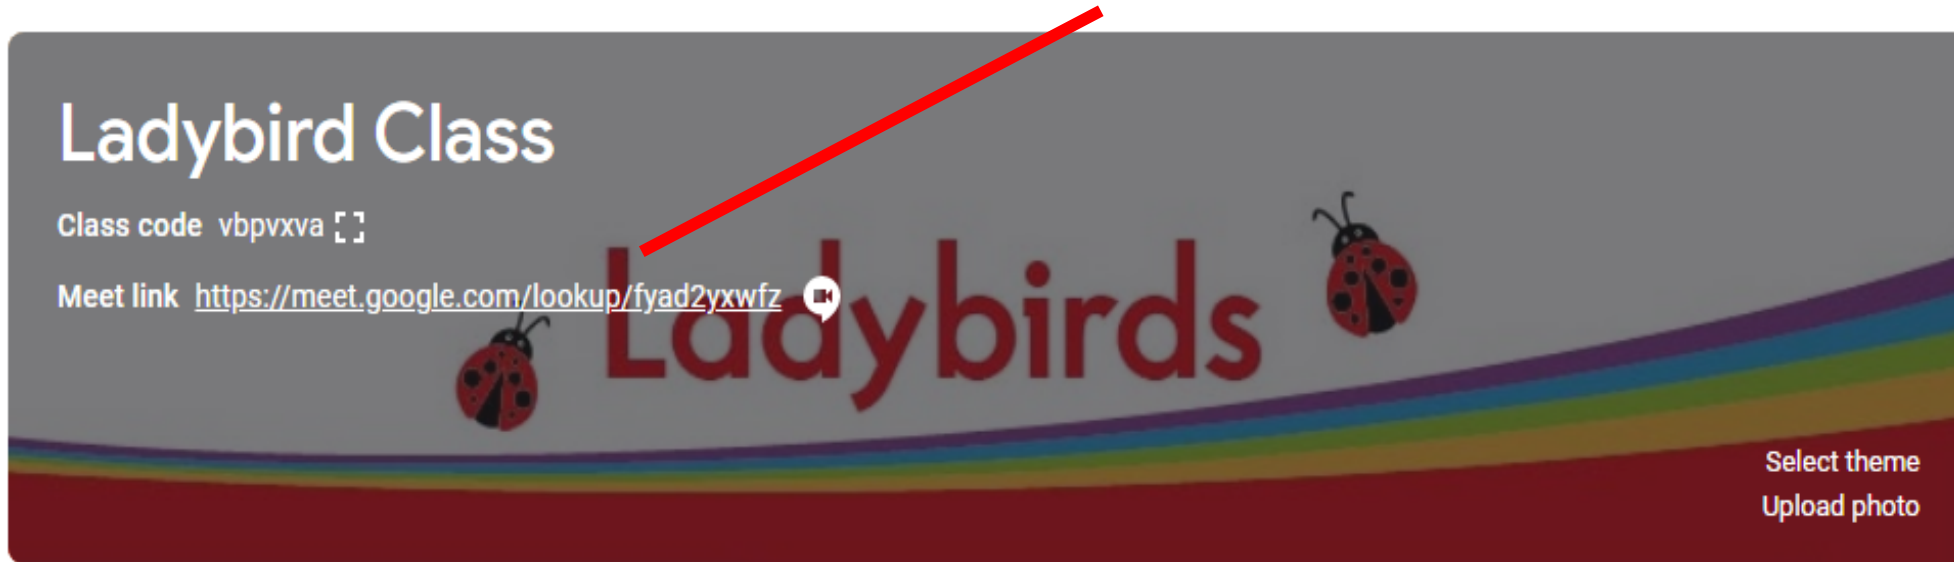 Ladybird Class
Class code vbpvxva
Meet link https://meet.google.com/lookup/fyad2yxwfz
Ladybirds
Select theme
Upload photo